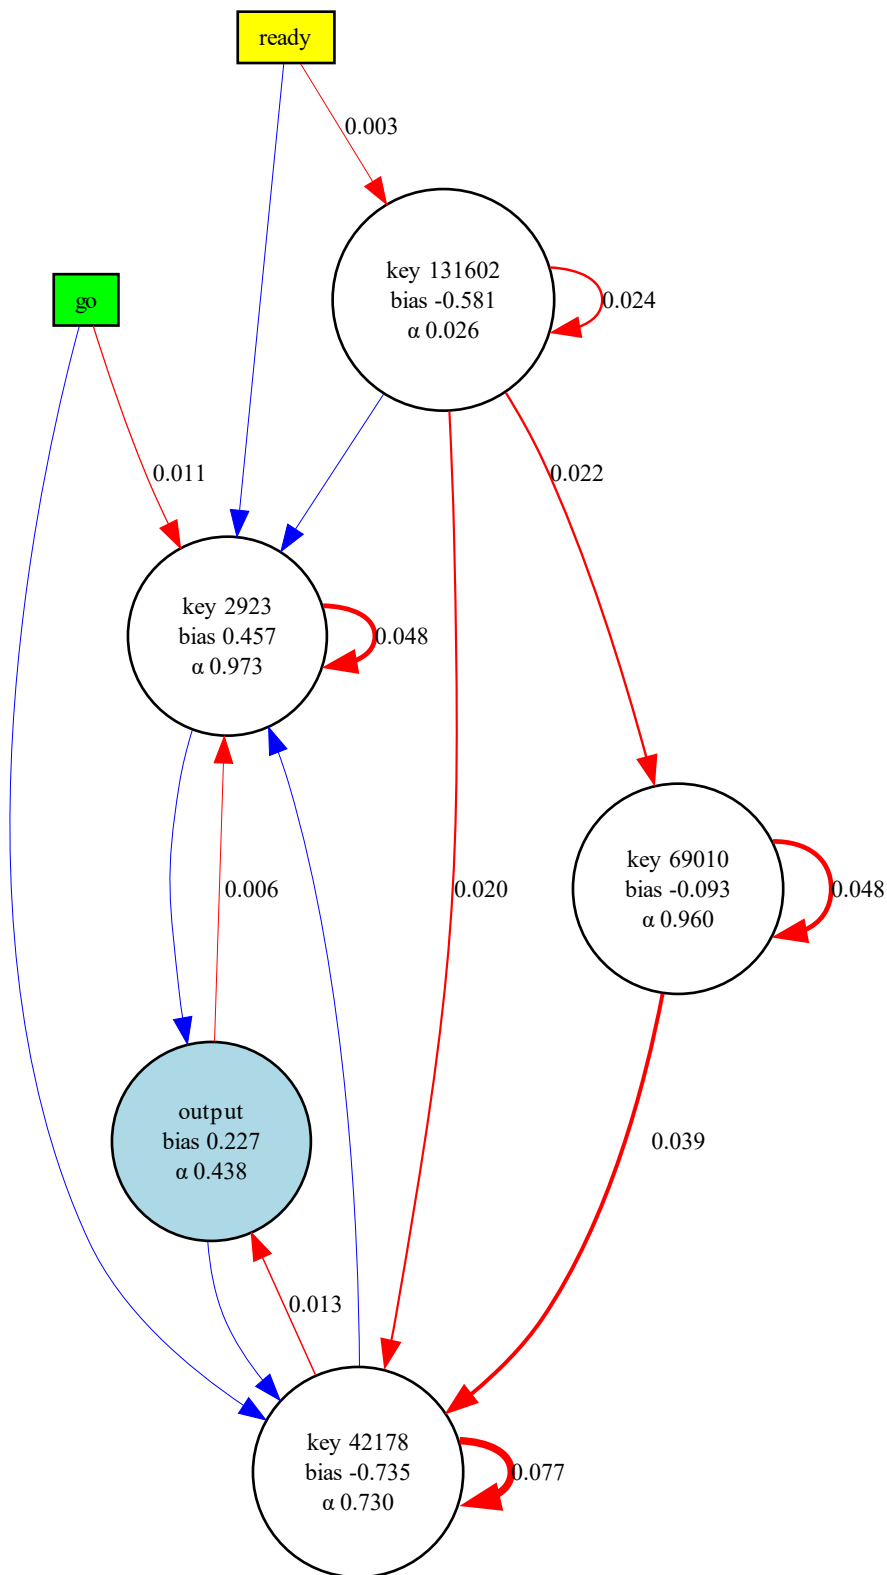 ready
0.003
key 131602
bias -0.581
α 0.026
0.024
go
0.011
0.022
key 2923
bias 0.457
α 0.973
0.048
key 69010
bias -0.093
α 0.960
0.048
0.006
0.020
output
bias 0.227
α 0.438
0.039
0.013
key 42178
bias -0.735
α 0.730
0.077